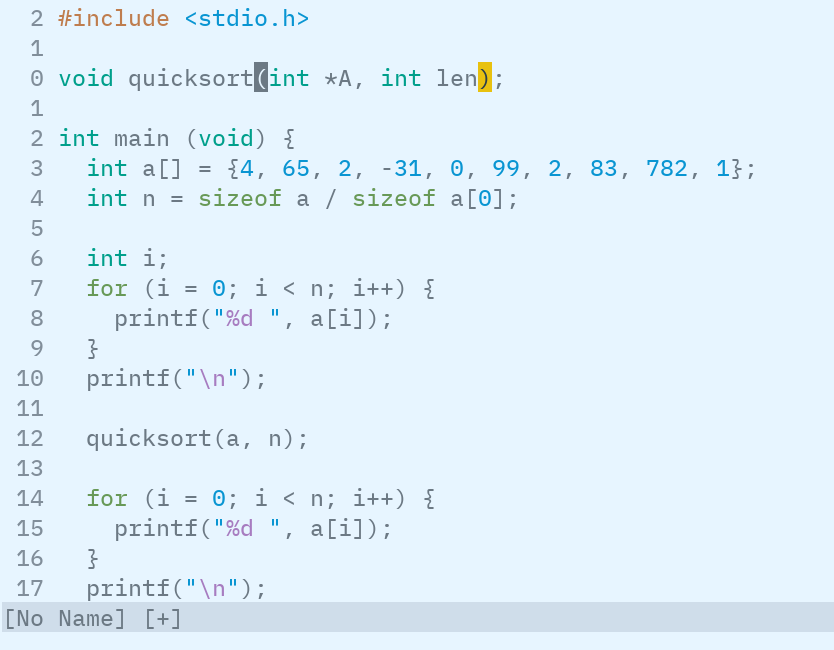 2 #include <stdio.h>
1
0 void quicksort(int *A, int len);
1
2 int main (void) {
3   int a[] = {4, 65, 2, -31, 0, 99, 2, 83, 782, 1};
4   int n = sizeof a / sizeof a[0];
5
6   int i;
7   for (i = 0; i < n; i++) {
8     printf("%d ", a[i]);
9   }
10   printf("\n");
11
12   quicksort(a, n);
13
14   for (i = 0; i < n; i++) {
15     printf("%d ", a[i]);
16   }
17   printf("\n");
[No Name] [+]